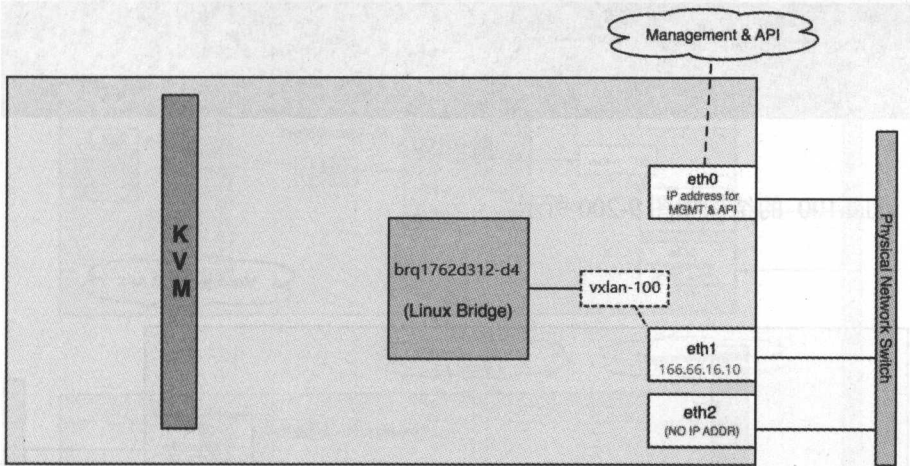 Management & API
eth0
IP address for
MGMT & API
K
V
M
brq1762d312-d4
(Linux Bridge)
vxlan-100
eth1
166.66.16.10
eth2
(NO IP ADDR)
Physical Network Switch